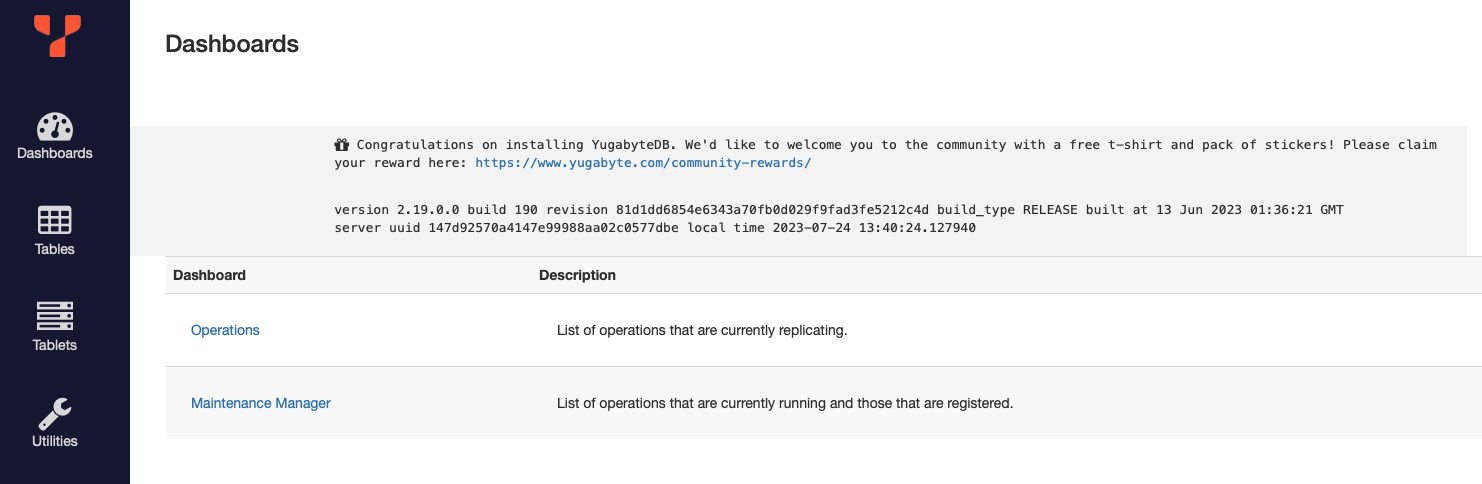 Dashboards
Congratulations on installing YugabyteDB. We'd like to welcome you to the community with a free t-shirt and pack of stickers! Please claim
your reward here: https://www.yugabyte.com/community-rewards/
version 2.19.0.0 build 190 revision 81d1dd6854e6343a70fb0d029f9fad3fe5212c4d build_type RELEASE built at 13 Jun 2023 01:36:21 GMT
server uuid 147d92570a4147e99988aa02c0577dbe local time 2023-07-24 13:40:24.127940
Dashboard Description
Operations List of operations that are currently replicating.
Maintenance Manager List of operations that are currently running and those that are registered.
Dashboards
Tables
Tablets
Utilities